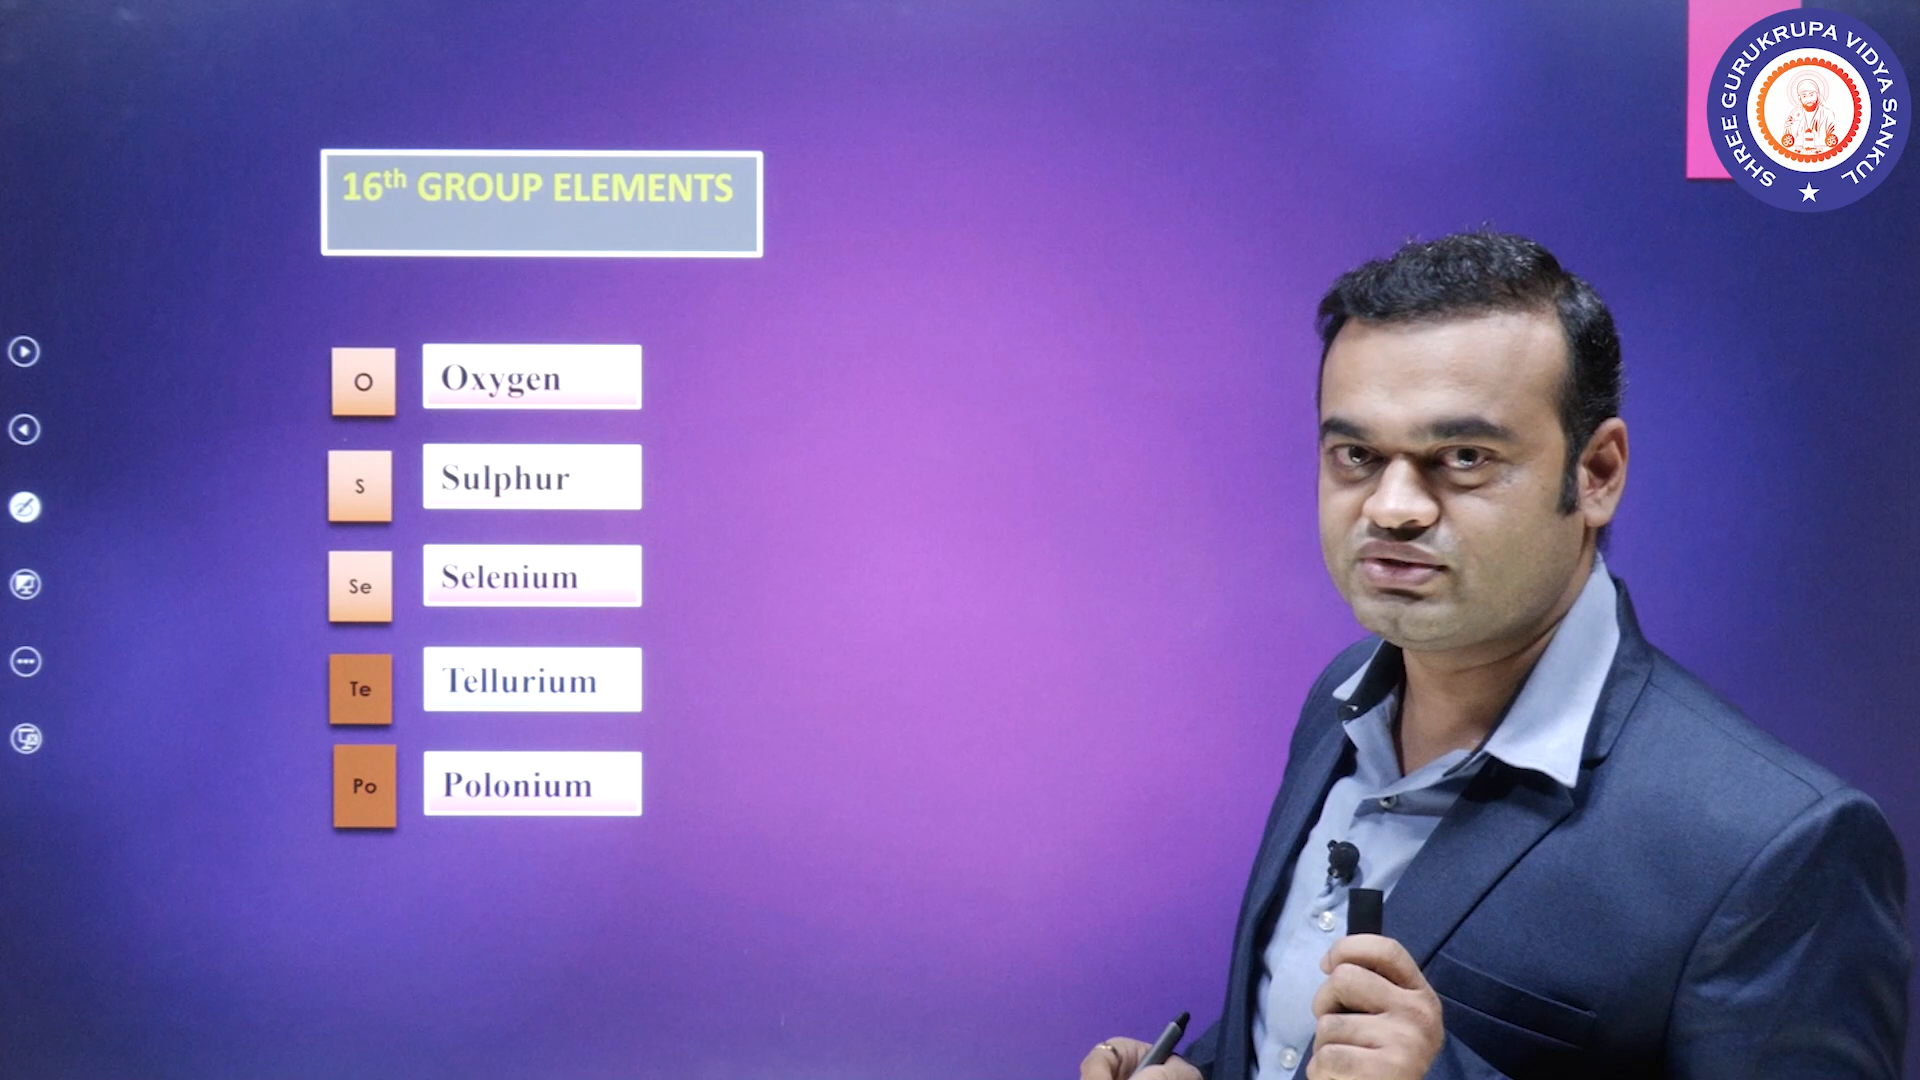 SHREE GURUKRUPA VIDYA SANKUL
16th GROUP ELEMENTS
O Oxygen
S Sulphur
Se Selenium
Te Tellurium
Po Polonium